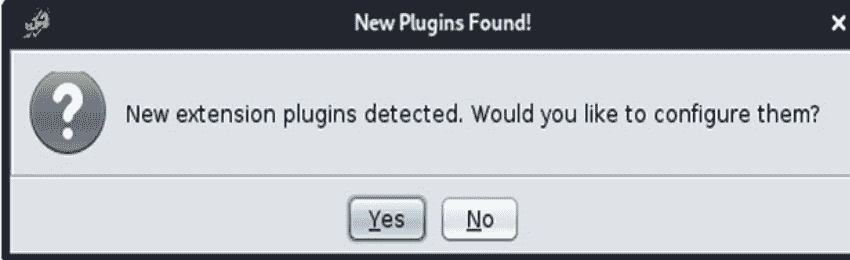 New Plugins Found!
New extension plugins detected. Would you like to configure them?
Yes No